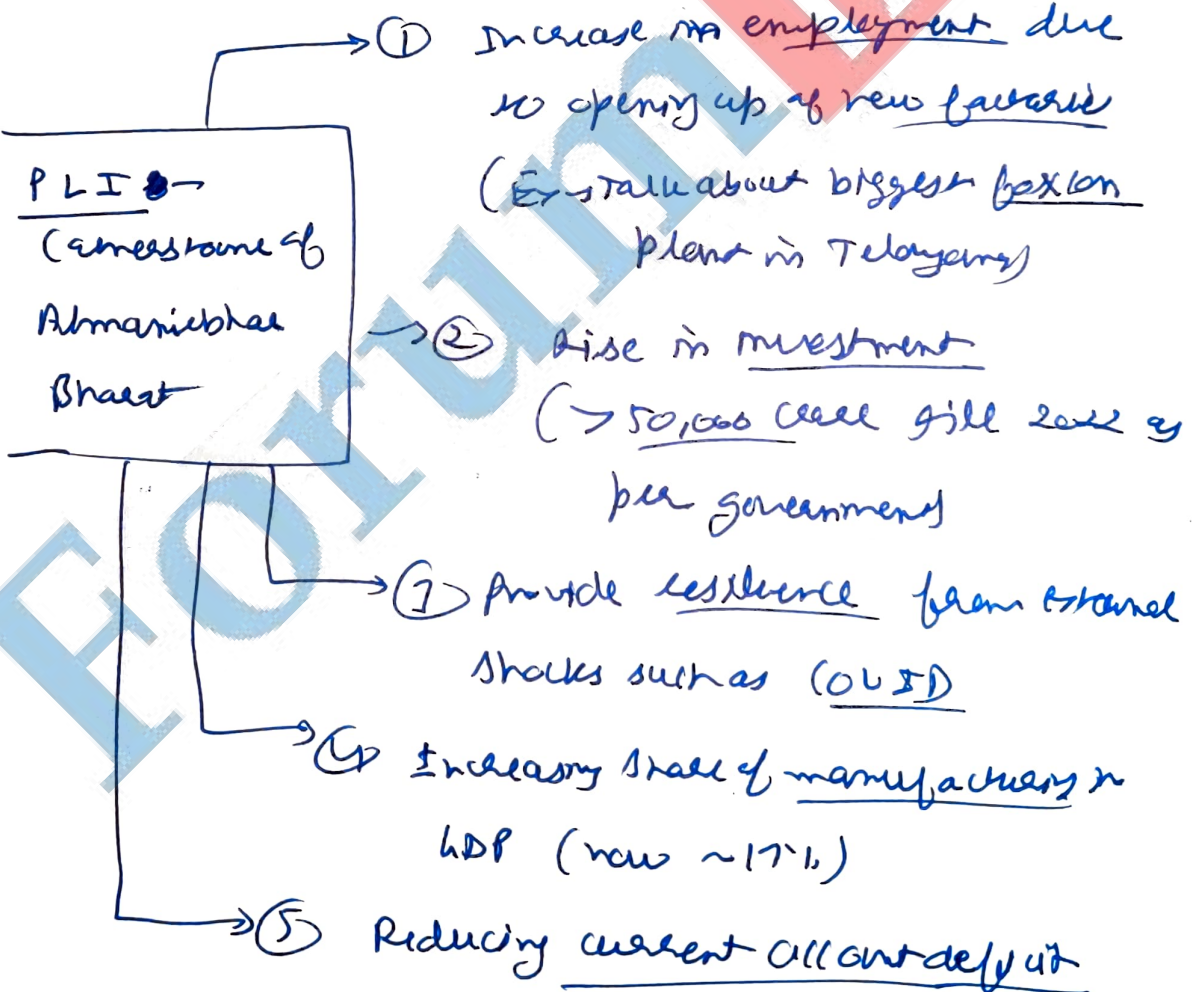 ① Increase in employment due
to opening up of new factories
(Ex- Talk about biggest foxcon
plant in Telangana)
PLI -
Cornerstone of
Atmanirbhar
Bharat
② Rise in investment
(>50,000 crore till 2022 as
per government)
③ Provide resilience from external
shocks such as COVID
④ Increasing share of manufacturing in
GDP (now ~17%)
⑤ Reducing current account deficit
Forum